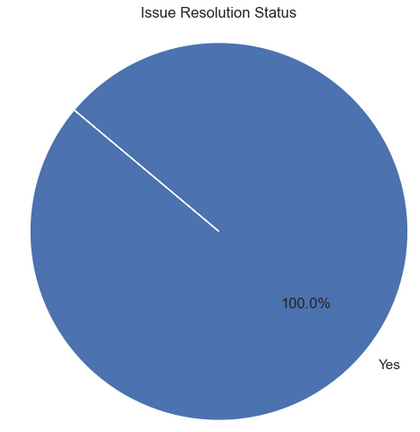 Issue Resolution Status
100.0%
Yes